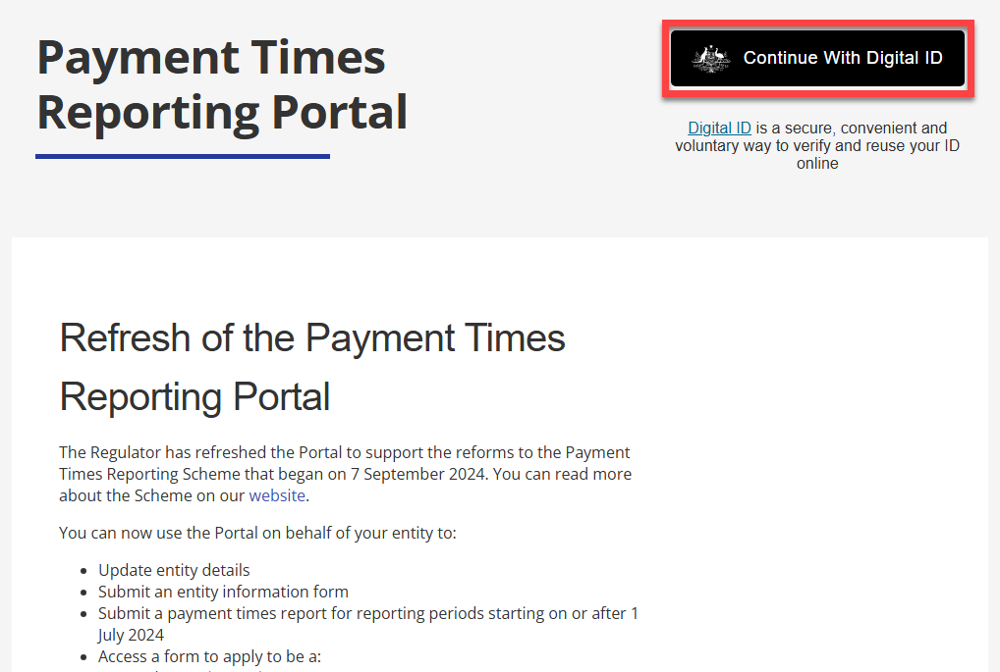 Payment Times
Reporting Portal
Continue With Digital ID
Digital ID is a secure, convenient and
voluntary way to verify and reuse your ID
online
Refresh of the Payment Times
Reporting Portal
The Regulator has refreshed the Portal to support the reforms to the Payment
Times Reporting Scheme that began on 7 September 2024. You can read more
about the Scheme on our website.
You can now use the Portal on behalf of your entity to:
• Update entity details
• Submit an entity information form
• Submit a payment times report for reporting periods starting on or after 1
July 2024
• Access a form to apply to be a: